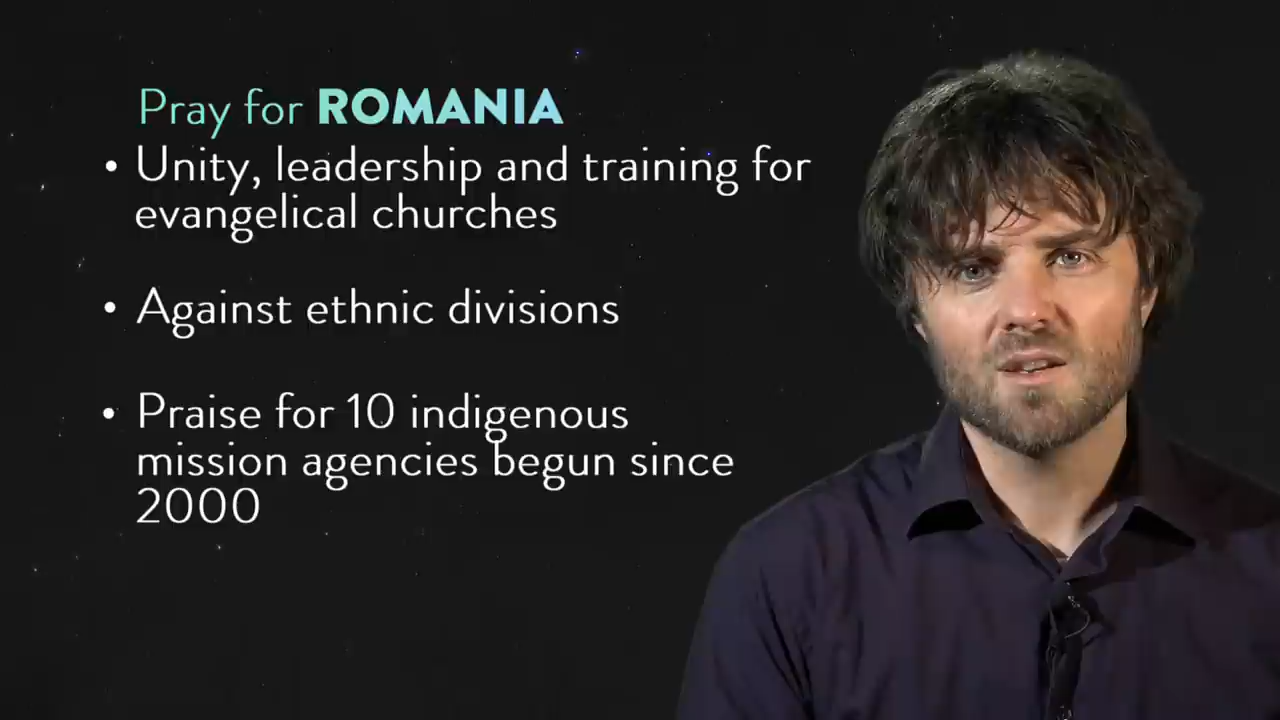 Pray for ROMANIA
• Unity, leadership and training for
evangelical churches
• Against ethnic divisions
• Praise for 10 indigenous
mission agencies begun since
2000